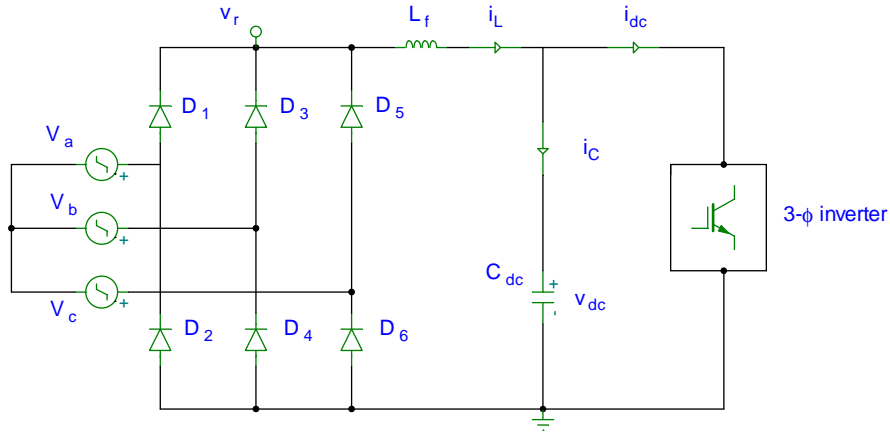 v_r
L_f
i_L
i_dc
D_1
D_3
D_5
V_a
+
i_C
V_b
+
3-ϕ inverter
V_c
+
C_dc
+
v_dc
-
D_2
D_4
D_6